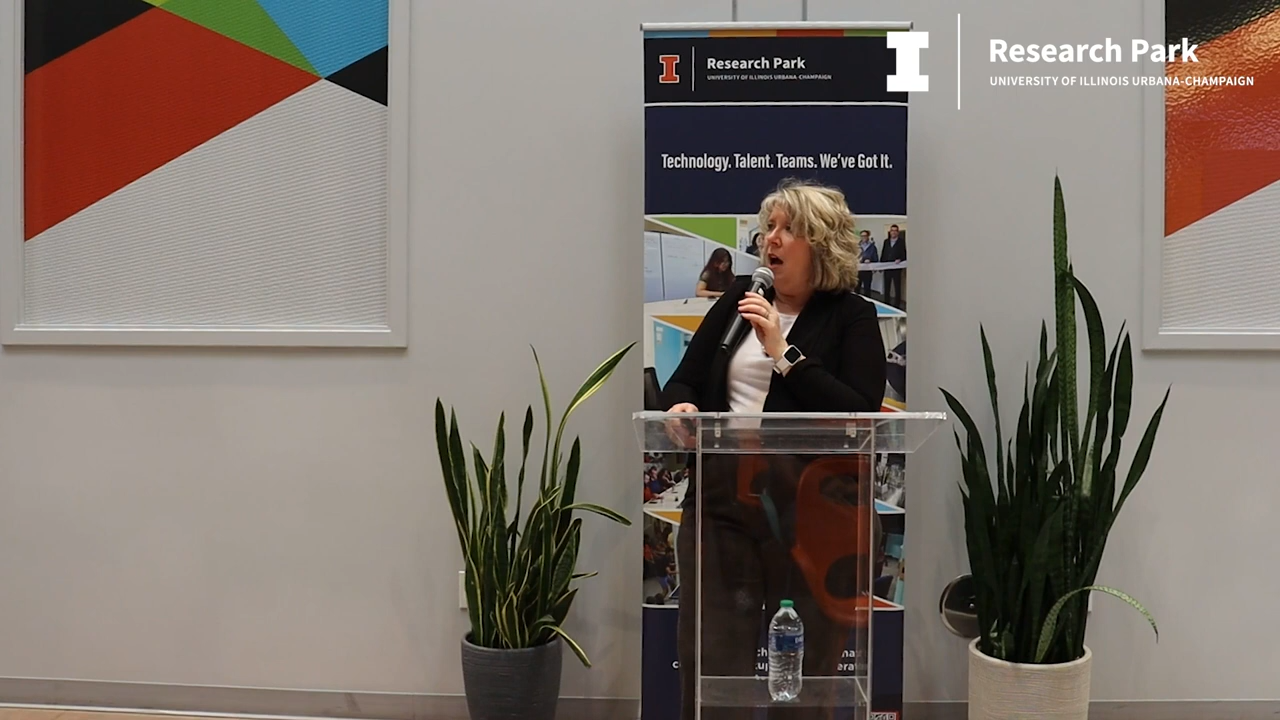 Research Park
UNIVERSITY OF ILLINOIS URBANA-CHAMPAIGN
Technology. Talent. Teams. We've Got It.
Research Park
UNIVERSITY OF ILLINOIS URBANA-CHAMPAIGN